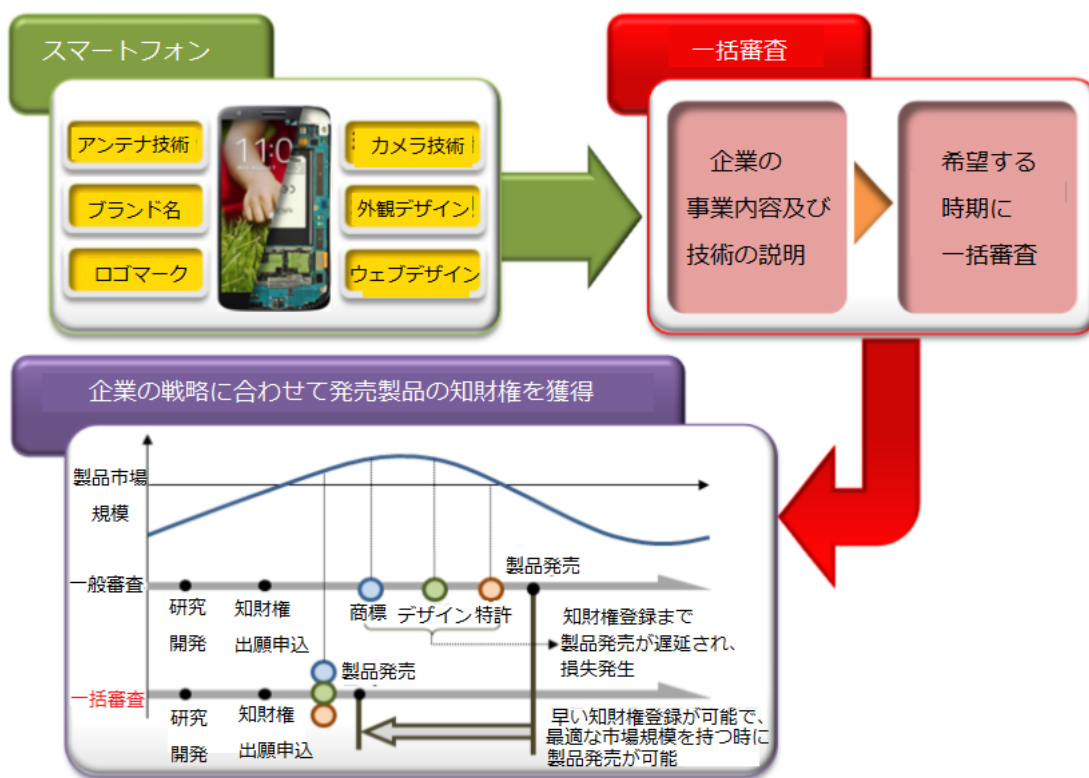 スマートフォン
アンテナ技術
ブランド名
ロゴマーク
11:0
カメラ技術
外観デザイン
ウェブデザイン
一括審査
企業の
事業内容及び
技術の説明
希望する
時期に
一括審査
企業の戦略に合わせて発売製品の知財権を獲得
製品市場
規模
一般審査
研究
開発
知財権
出願申込
商標
デザイン
特許
製品発売
知財権登録まで
製品発売が遅延され、
損失発生
一括審査
研究
開発
知財権
出願申込
製品発売
早い知財権登録が可能で、
最適な市場規模を持つ時に
製品発売が可能